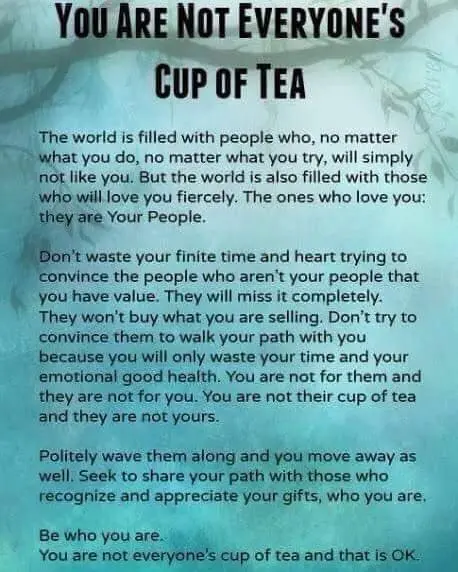 YOU ARE NOT EVERYONE'S
CUP OF TEA
The world is filled with people who, no matter
what you do, no matter what you try, will simply
not like you. But the world is also filled with those
who will love you fiercely. The ones who love you:
they are Your People.
Don't waste your finite time and heart trying to
convince the people who aren't your people that
you have value. They will miss it completely.
They won't buy what you are selling. Don't try to
convince them to walk your path with you
because you will only waste your time and your
emotional good health. You are not for them and
they are not for you. You are not their cup of tea
and they are not yours.
Politely wave them along and you move away as
well. Seek to share your path with those who
recognize and appreciate your gifts, who you are.
Be who you are.
You are not everyone's cup of tea and that is OK.